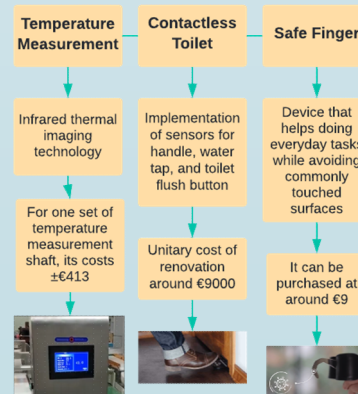 Temperature
Measurement
Contactless
Toilet
Safe Finger
Infrared thermal
imaging
technology
Implementation
of sensors for
handle, water
tap, and toilet
flush button
Device that
helps doing
everyday tasks
while avoiding
commonly
touched
surfaces
For one set of
temperature
measurement
shaft, its costs
±€413
Unitary cost of
renovation
around €9000
It can be
purchased at
around €9